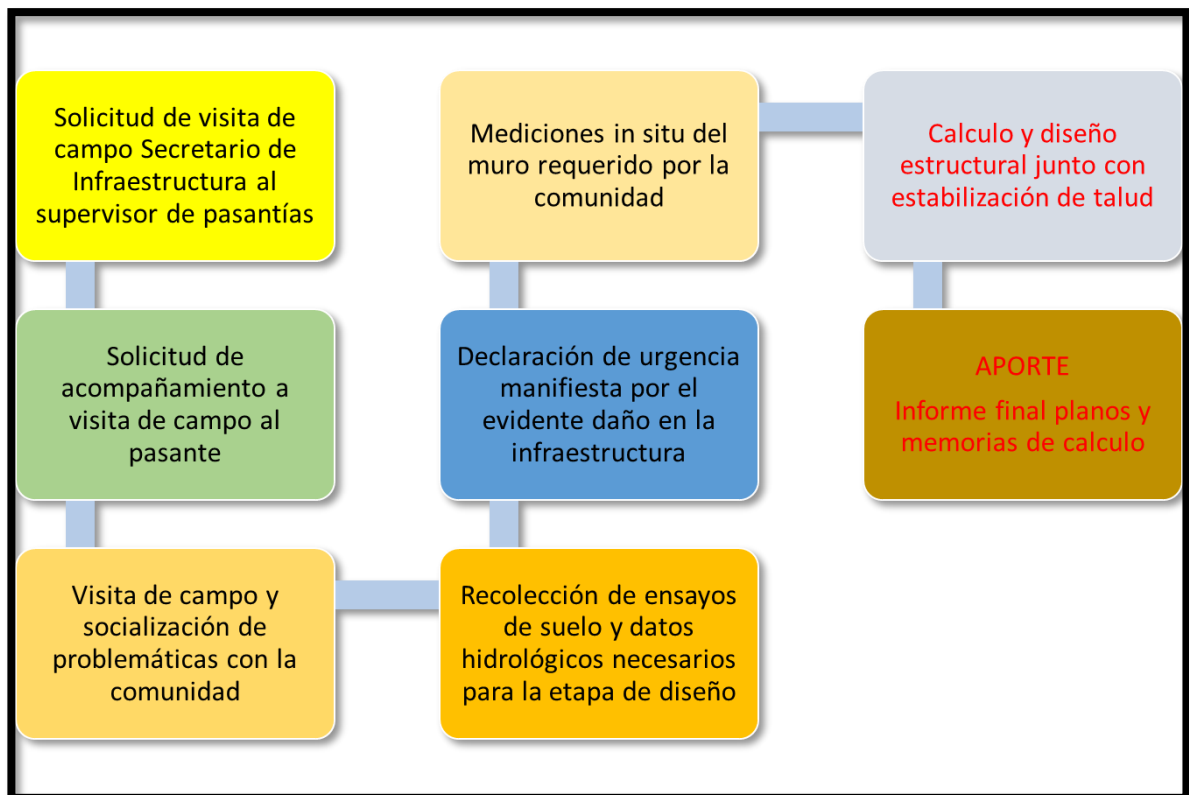 Solicitud de visita de
campo Secretario de
Infraestructura al
supervisor de pasantías
Solicitud de
acompañamiento a
visita de campo al
pasante
Visita de campo y
socialización de
problemáticas con la
comunidad
Recolección de ensayos
de suelo y datos
hidrológicos necesarios
para la etapa de diseño
Declaración de urgencia
manifiesta por el
evidente daño en la
infraestructura
Mediciones in situ del
muro requerido por la
comunidad
Calculo y diseño
estructural junto con
estabilización de talud
APORTE
Informe final planos y
memorias de calculo